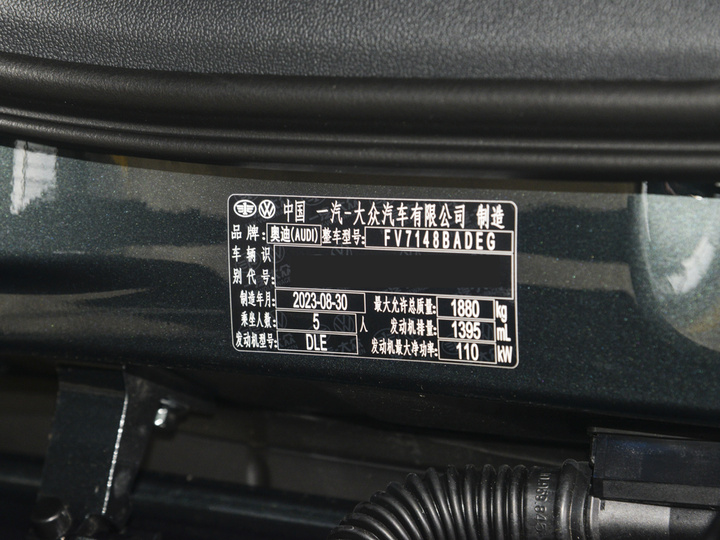 中国 一汽-大众汽车有限公司 制造
品牌: 奥迪(AUDI) 整车型号: FV7148BADEG
车辆识
别代号:
制造年月: 2023-08-30 最大允许总质量: 1880 kg
乘坐人数: 5 人 发动机排量: 1395 mL
发动机型号: DLE 发动机最大净功率: 110 kW